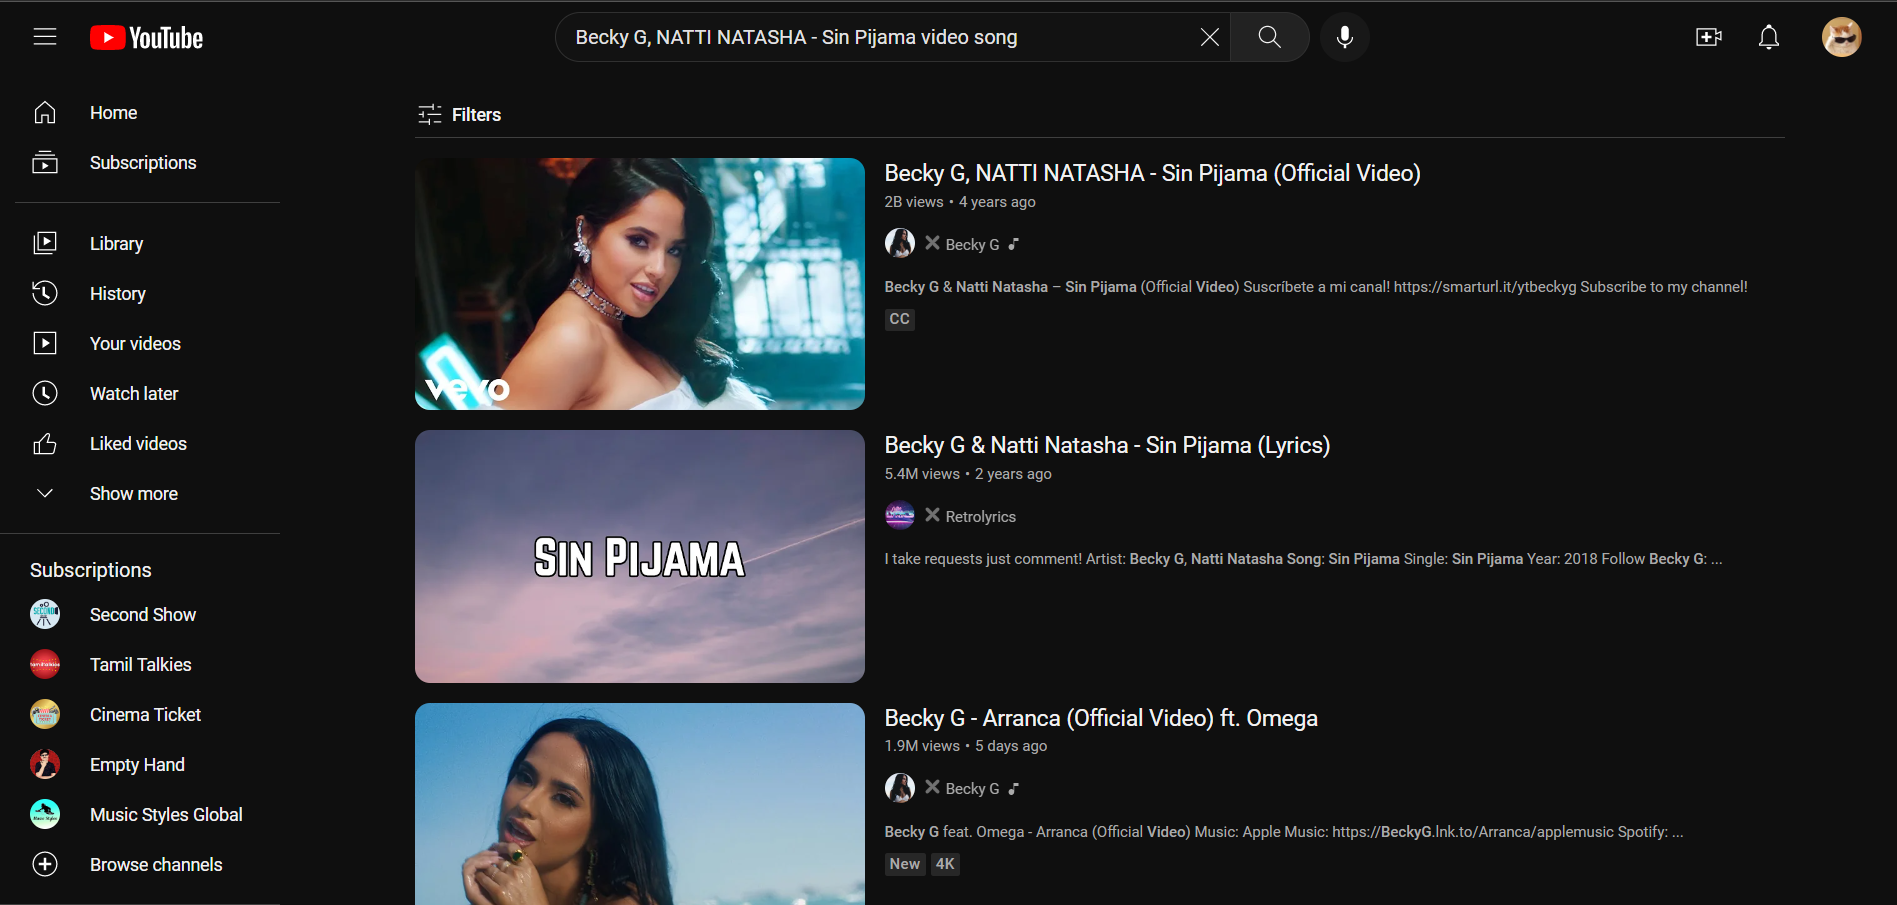 YouTube
Becky G, NATTI NATASHA - Sin Pijama video song
Home
Subscriptions
Library
History
Your videos
Watch later
Liked videos
Show more
Subscriptions
Second Show
Tamil Talkies
Cinema Ticket
Empty Hand
Music Styles Global
Browse channels
Filters
vevo
Becky G, NATTI NATASHA - Sin Pijama (Official Video)
2B views • 4 years ago
Becky G
Becky G & Natti Natasha – Sin Pijama (Official Video) Suscríbete a mi canal! https://smarturl.it/ytbeckyg Subscribe to my channel!
CC
SIN PIJAMA
Becky G & Natti Natasha - Sin Pijama (Lyrics)
5.4M views • 2 years ago
Retrolyrics
I take requests just comment! Artist: Becky G, Natti Natasha Song: Sin Pijama Single: Sin Pijama Year: 2018 Follow Becky G: ...
Becky G - Arranca (Official Video) ft. Omega
1.9M views • 5 days ago
Becky G
Becky G feat. Omega - Arranca (Official Video) Music: Apple Music: https://BeckyG.lnk.to/Arranca/applemusic Spotify: ...
New 4K